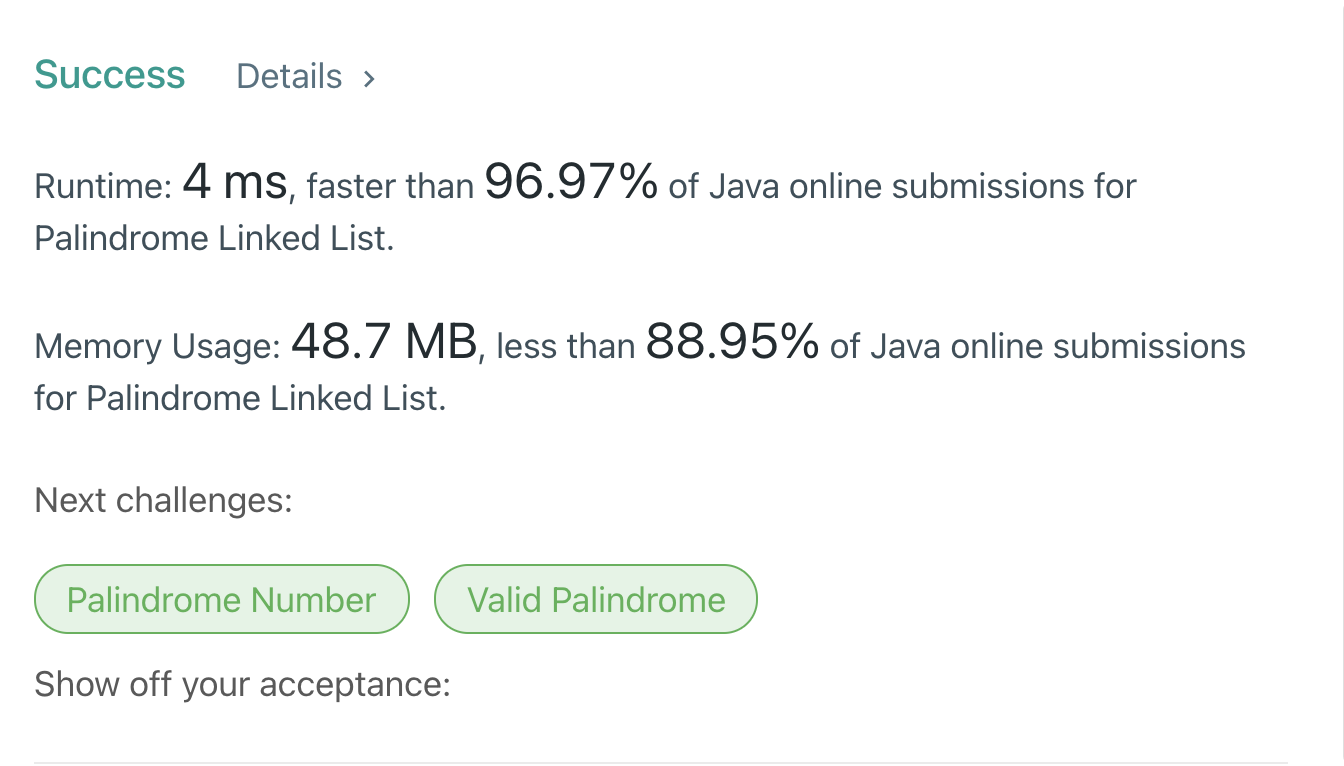 Success Details >
Runtime: 4 ms, faster than 96.97% of Java online submissions for
Palindrome Linked List.
Memory Usage: 48.7 MB, less than 88.95% of Java online submissions
for Palindrome Linked List.
Next challenges:
Palindrome Number Valid Palindrome
Show off your acceptance: